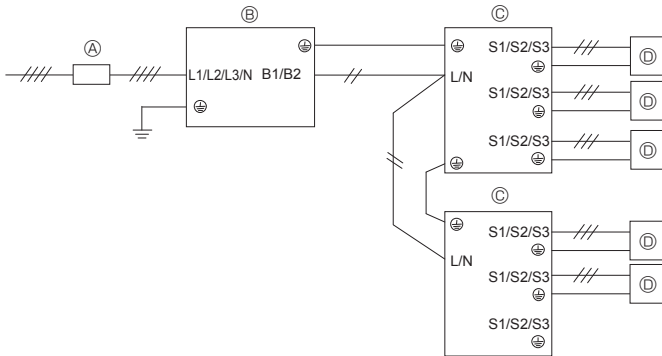 Ⓐ
Ⓑ
L1/L2/L3/N B1/B2
Ⓒ
L/N
S1/S2/S3
Ⓓ
S1/S2/S3
Ⓓ
S1/S2/S3
Ⓓ
Ⓒ
L/N
S1/S2/S3
Ⓓ
S1/S2/S3
Ⓓ
S1/S2/S3